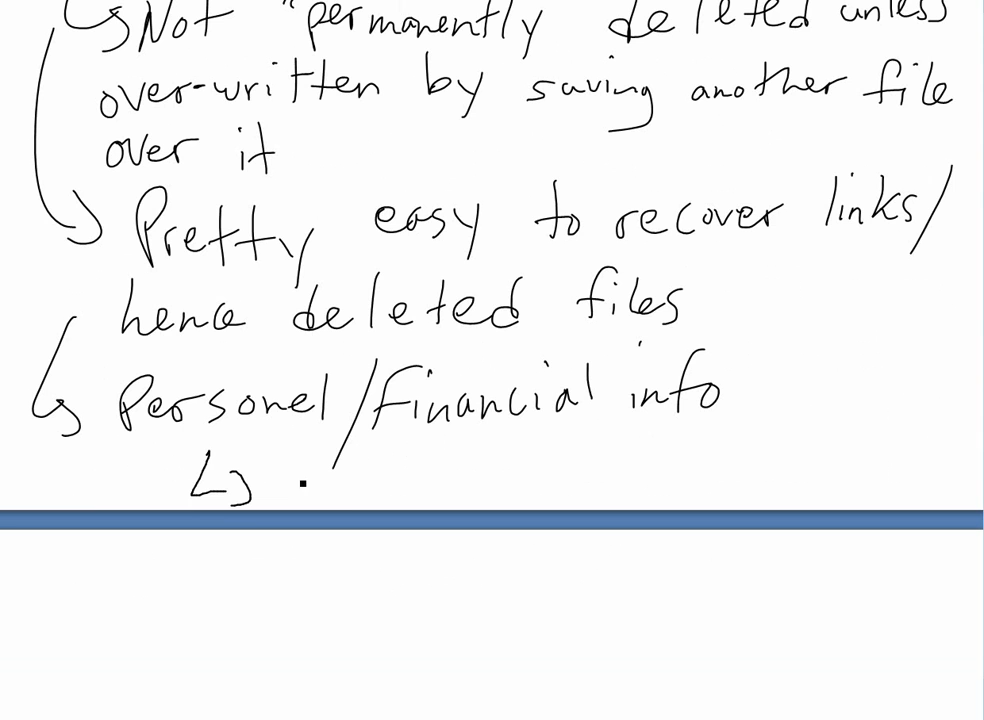 ↳ Not "permanently deleted unless
over-written by saving another file
over it
↳ Pretty easy to recover links/
hence deleted files
↳ Personel/financial info
↳ .